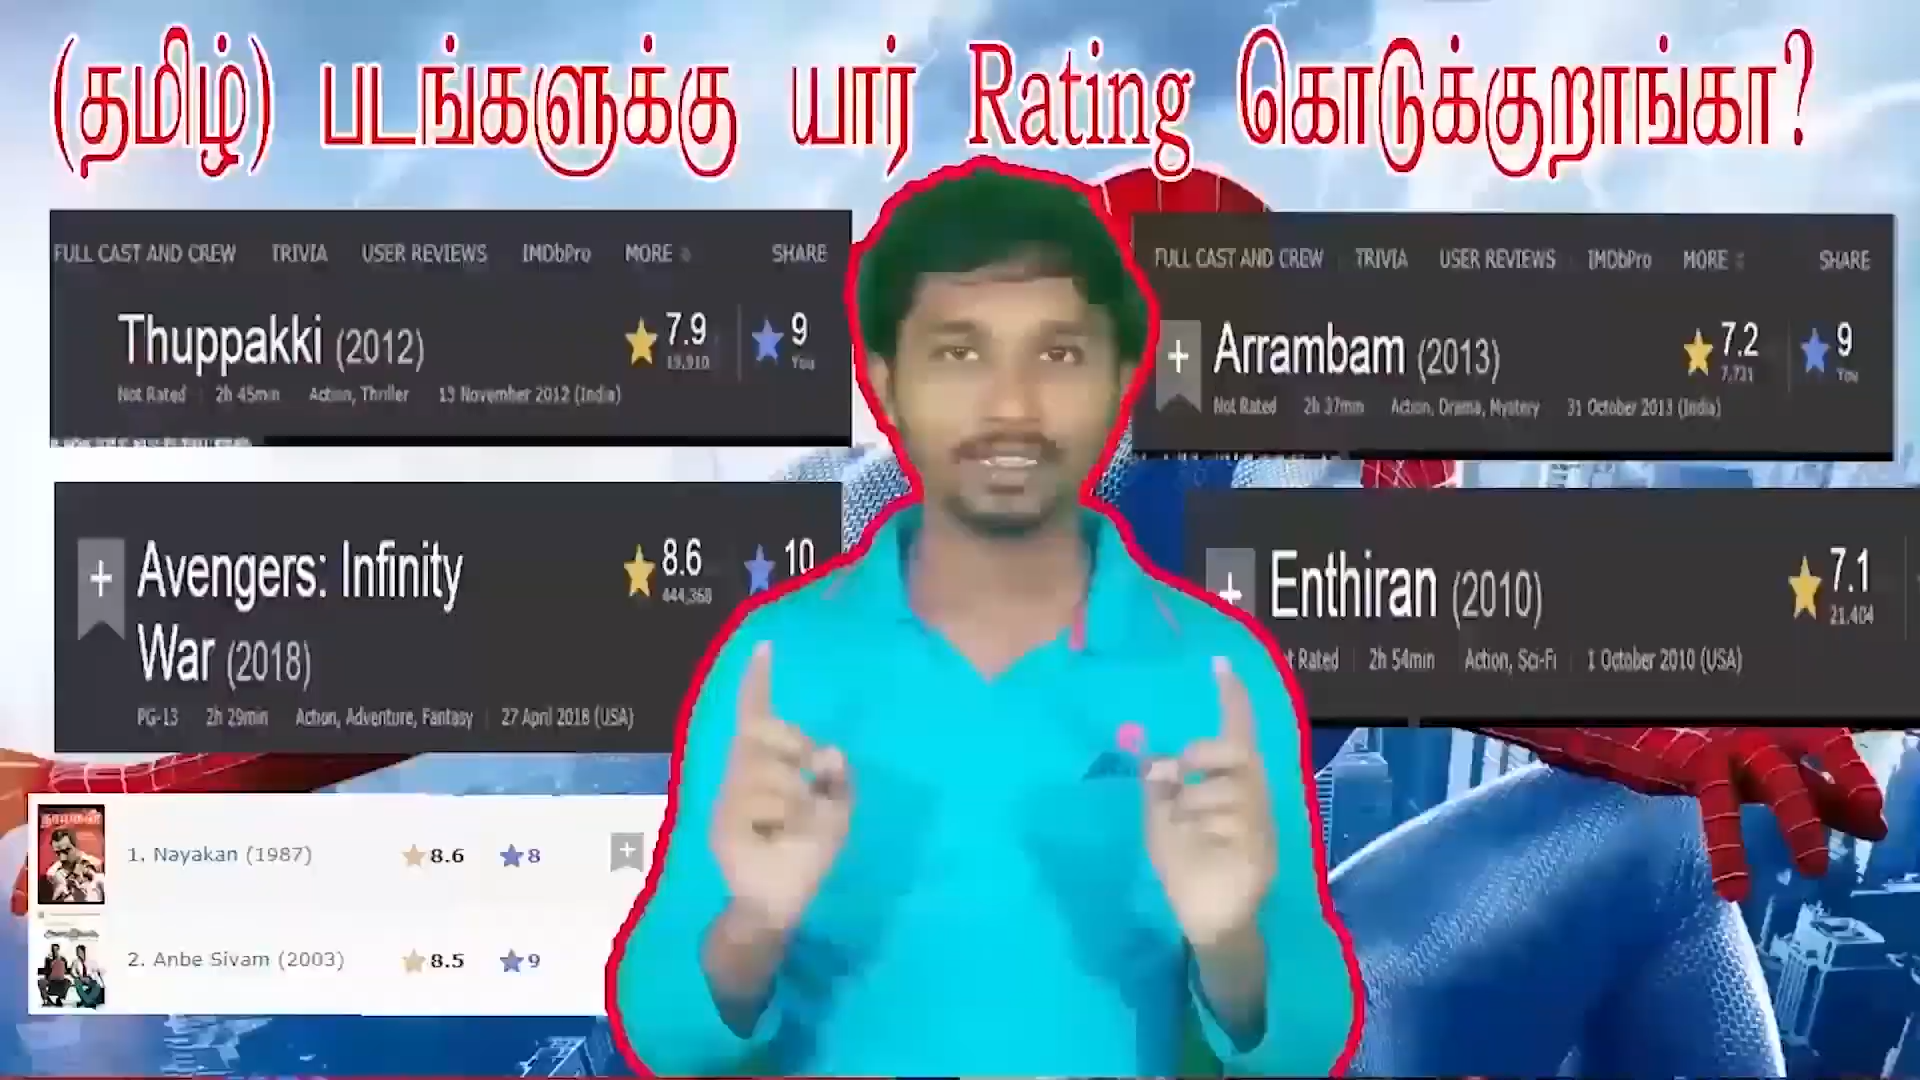 (தமிழ்) படங்களுக்கு யார் Rating கொடுக்குறாங்கா?
FULL CAST AND CREW TRIVIA USER REVIEWS IMDbPro MORE SHARE
Thuppakki (2012) 7.9 9
19,910 You
Not Rated 2h 45min Action, Thriller 13 November 2012 (India)
FULL CAST AND CREW TRIVIA USER REVIEWS IMDbPro MORE SHARE
+ Arrambam (2013) 7.2 9
7,731 You
Not Rated 2h 37min Action, Drama, Mystery 31 October 2013 (India)
+ Avengers: Infinity 8.6 10
444,368
War (2018)
PG-13 2h 29min Action, Adventure, Fantasy 27 April 2018 (USA)
+ Enthiran (2010) 7.1
21,404
Rated 2h 54min Action, Sci-Fi 1 October 2010 (USA)
நாயகன்
1. Nayakan (1987) 8.6 8 +
2. Anbe Sivam (2003) 8.5 9